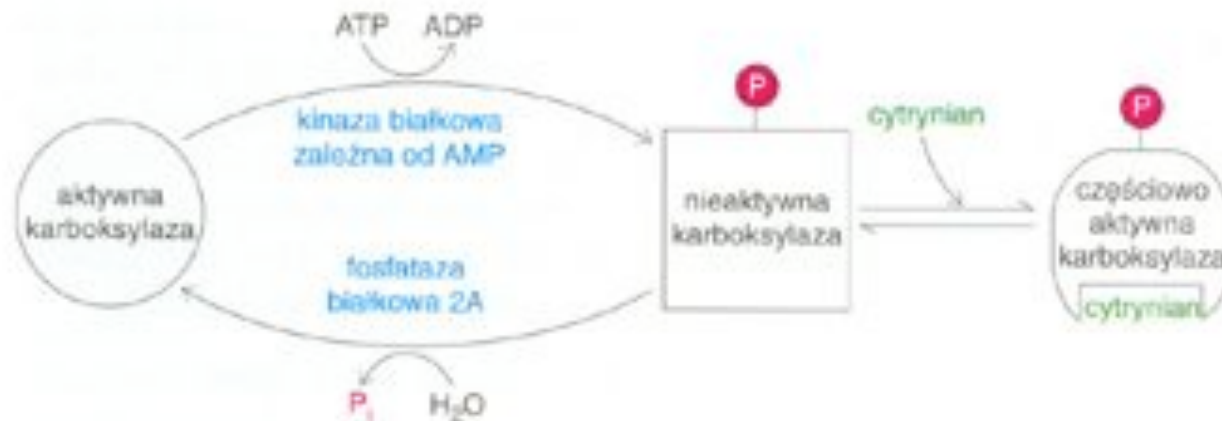 ATP ADP
kinaza białkowa
zależna od AMP
aktywna
karboksylaza
fosfataza
białkowa 2A
Pi H₂O
P
nieaktywna
karboksylaza
cytrynian
P
częściowo
aktywna
karboksylaza
cytrynian